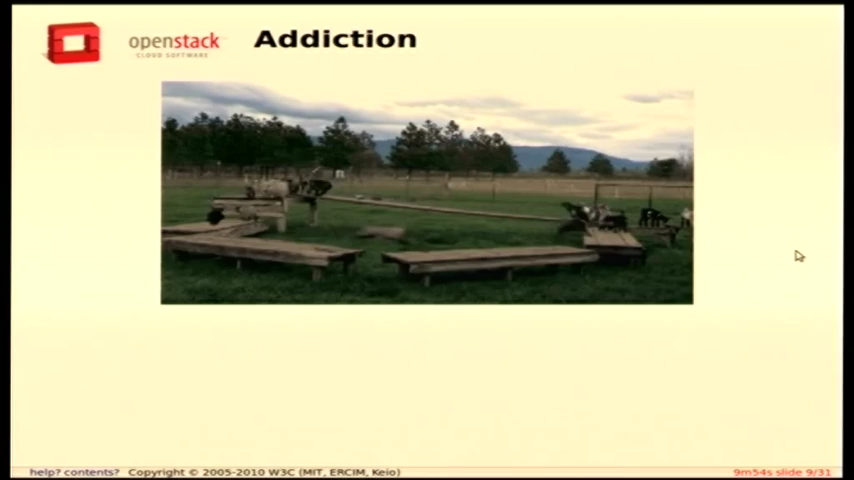 openstack
CLOUD SOFTWARE
Addiction
help? contents? Copyright © 2005-2010 W3C (MIT, ERCIM, Keio)
9m54s slide 9/31